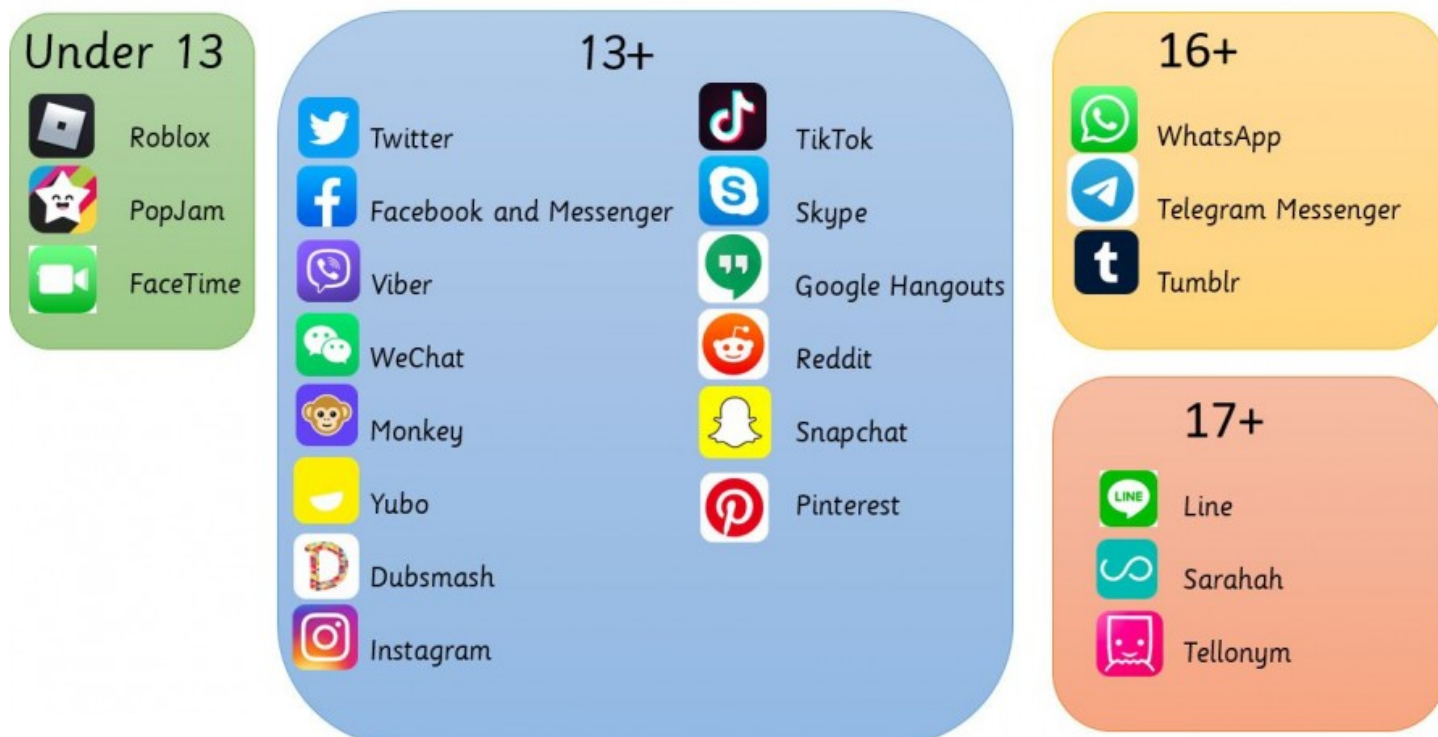 Under 13
Roblox
PopJam
FaceTime
13+
Twitter
Facebook and Messenger
Viber
WeChat
Monkey
Yubo
Dubsmash
Instagram
TikTok
Skype
Google Hangouts
Reddit
Snapchat
Pinterest
16+
WhatsApp
Telegram Messenger
Tumblr
17+
LINE
Line
Sarahah
Tellonym